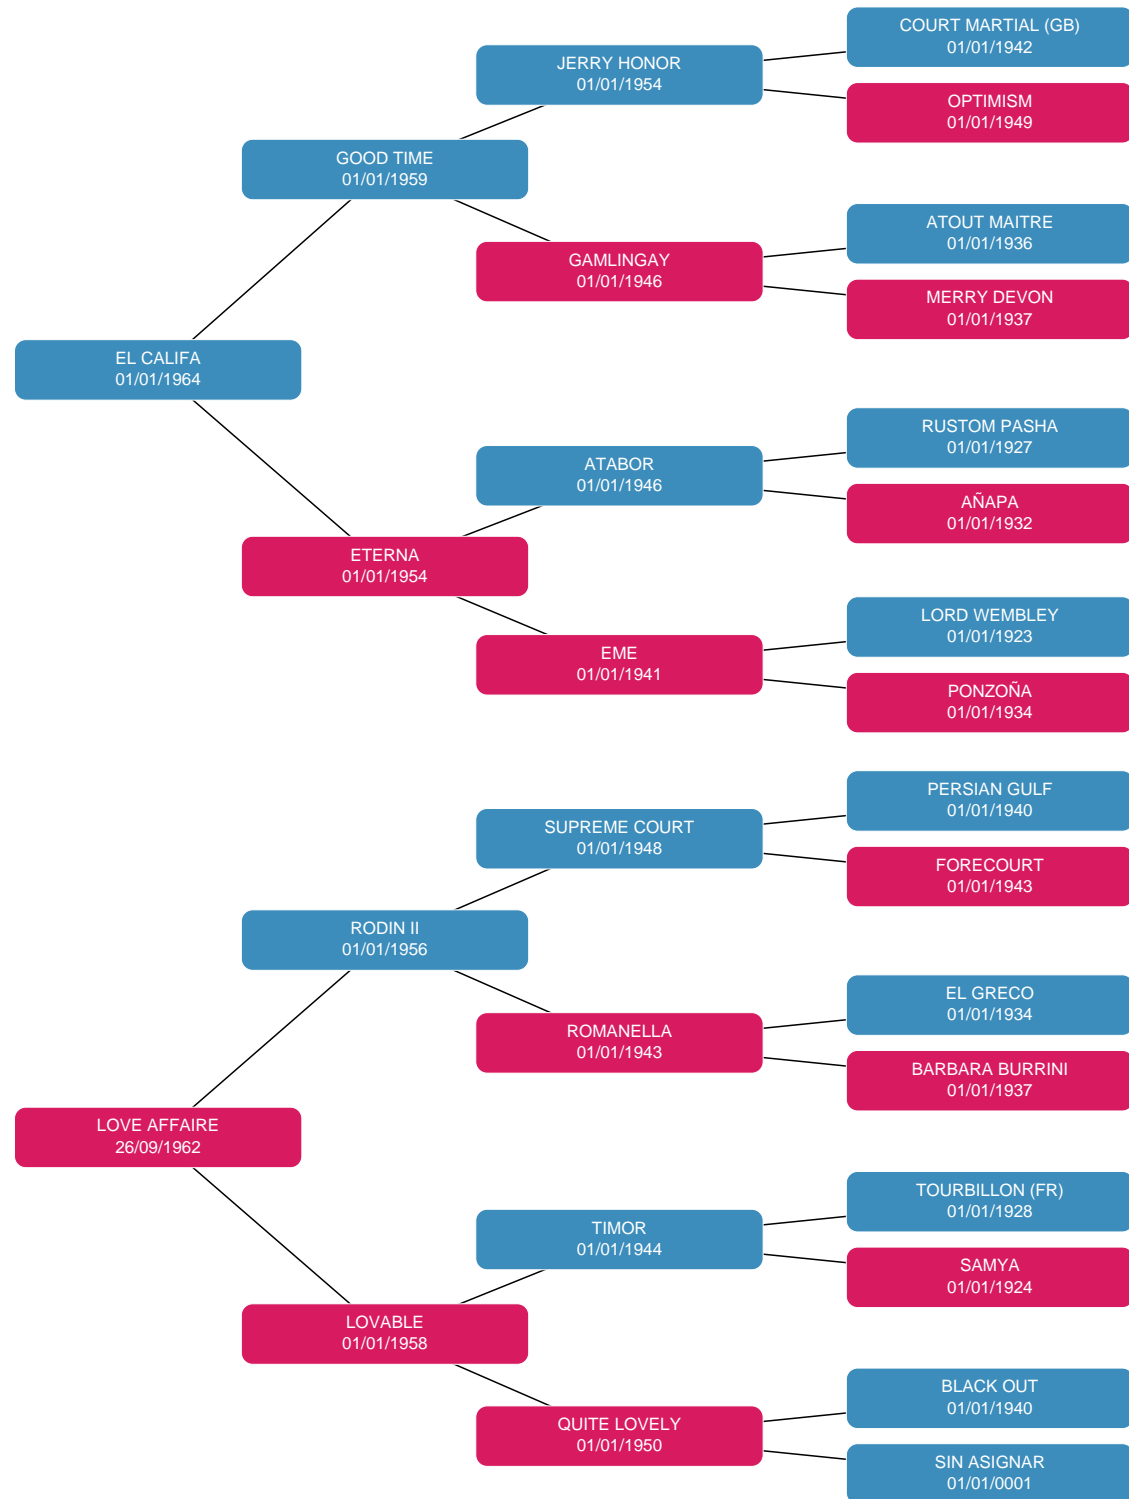 COURT MARTIAL (GB)
01/01/1942
JERRY HONOR
01/01/1954
OPTIMISM
01/01/1949
GOOD TIME
01/01/1959
ATOUT MAITRE
01/01/1936
GAMLINGAY
01/01/1946
MERRY DEVON
01/01/1937
EL CALIFA
01/01/1964
RUSTOM PASHA
01/01/1927
ATABOR
01/01/1946
AÑAPA
01/01/1932
ETERNA
01/01/1954
LORD WEMBLEY
01/01/1923
EME
01/01/1941
PONZOÑA
01/01/1934
PERSIAN GULF
01/01/1940
SUPREME COURT
01/01/1948
FORECOURT
01/01/1943
RODIN II
01/01/1956
EL GRECO
01/01/1934
ROMANELLA
01/01/1943
BARBARA BURRINI
01/01/1937
LOVE AFFAIRE
26/09/1962
TOURBILLON (FR)
01/01/1928
TIMOR
01/01/1944
SAMYA
01/01/1924
LOVABLE
01/01/1958
BLACK OUT
01/01/1940
QUITE LOVELY
01/01/1950
SIN ASIGNAR
01/01/0001